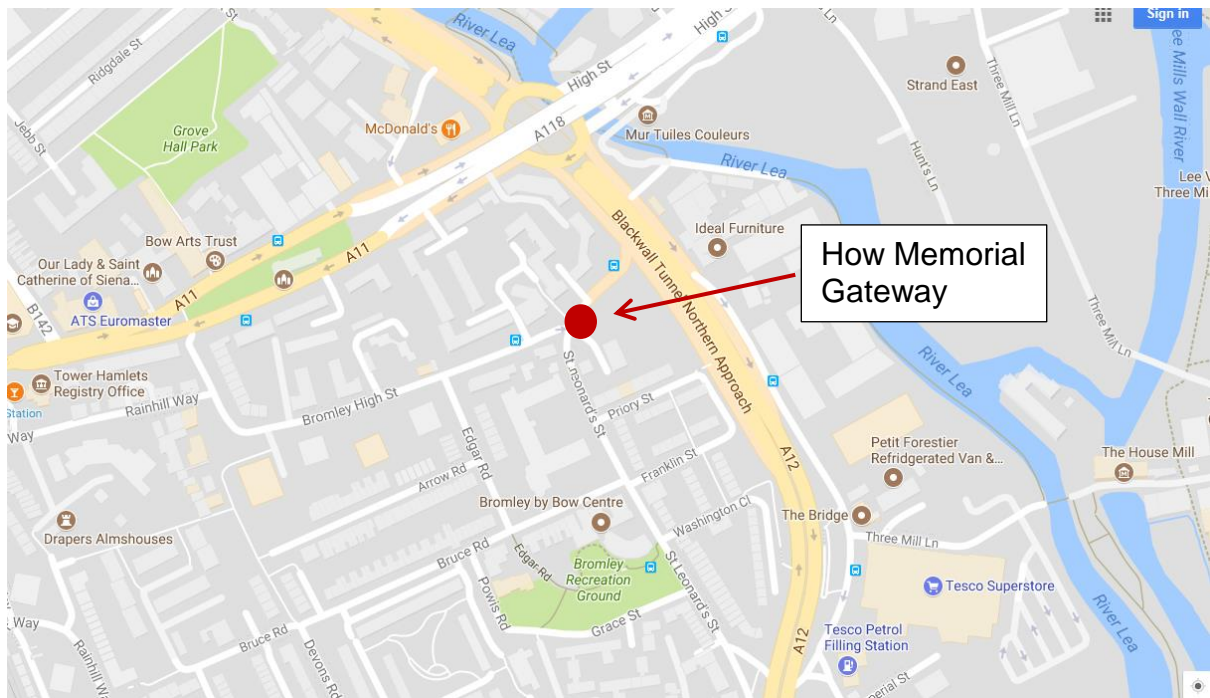 River Lea
Sign in
Ridgdale St
High St
High St
Jebb St
Grove
Hall Park
McDonald's
A118
Mur Tuiles Couleurs
Strand East
Three Mill Ln
Three Mills Wall River
River Lea
Hunt's Ln
Lee V
Three Mi
Bow Arts Trust
Our Lady & Saint
Catherine of Siena...
A11
A11
ATS Euromaster
B142
Ideal Furniture
Blackwall Tunnel Northern Approach
How Memorial
Gateway
Tower Hamlets
Registry Office
Station
Rainhill Way
Way
Bromley High St
St Leonard's St
Priory St
Three Mill Ln
River Lea
Edgar Rd
Arrow Rd
Franklin St
A12
Petit Forestier
Refridgerated Van &...
The House Mill
Drapers Almshouses
Bromley by Bow Centre
Washington Cl
The Bridge
Three Mill Ln
Bruce Rd
Edgar Rd
Bromley
Recreation
Ground
St Leonard's St
Tesco Superstore
Powis Rd
Grace St
Way
Bruce Rd
Rainhill Way
Devons Rd
A12
Tesco Petrol
Filling Station
River Lea